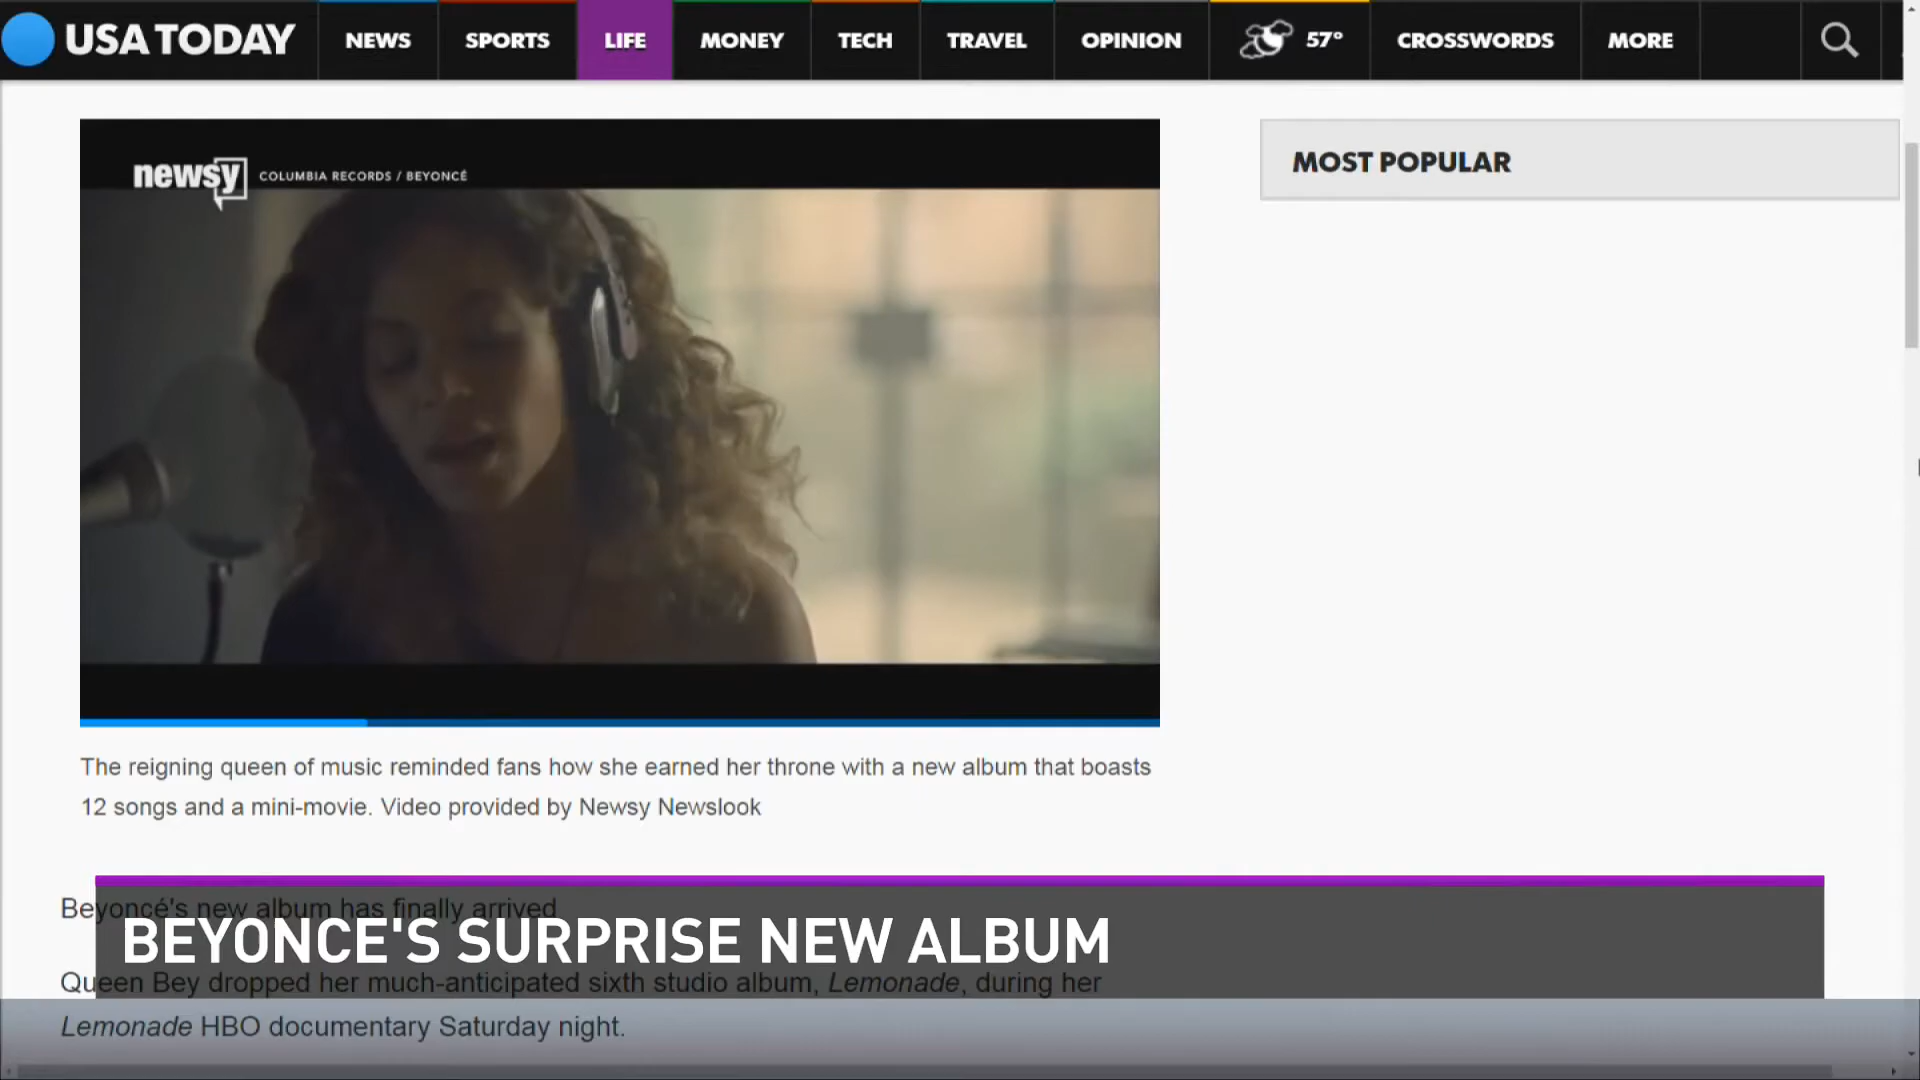 USA TODAY NEWS SPORTS LIFE MONEY TECH TRAVEL OPINION 57° CROSSWORDS MORE
MOST POPULAR
newsy COLUMBIA RECORDS / BEYONCÉ
The reigning queen of music reminded fans how she earned her throne with a new album that boasts
12 songs and a mini-movie. Video provided by Newsy Newslook
Beyoncé's new album has finally arrived.
BEYONCE'S SURPRISE NEW ALBUM
Queen Bey dropped her much-anticipated sixth studio album, Lemonade, during her
Lemonade HBO documentary Saturday night.